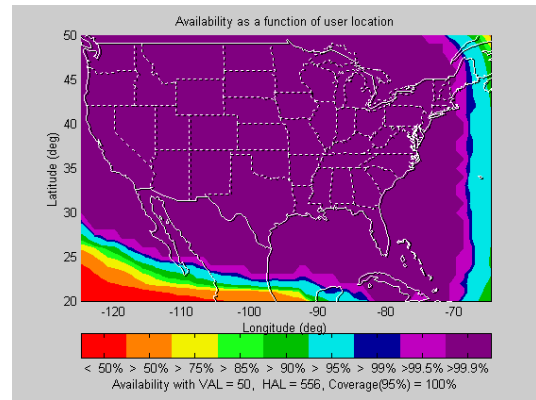 Availability as a function of user location
50
45
40
35
30
25
20
Latitude (deg)
-120 -110 -100 -90 -80 -70
Longitude (deg)
< 50% > 50% > 75% > 85% > 90% > 95% > 99% >99.5% >99.9%
Availability with VAL = 50, HAL = 556, Coverage(95%) = 100%